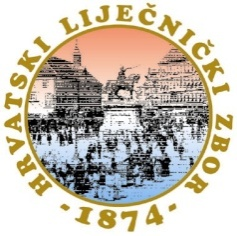 HRVATSKI LIJEČNIČKI ZBOR
- 1874 -